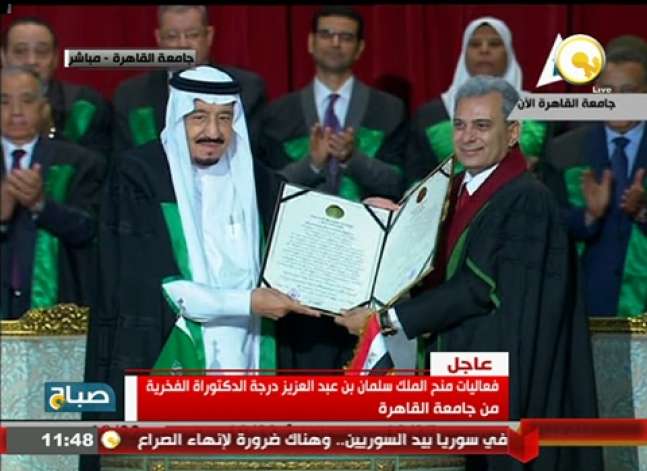 جامعة القاهرة - مباشر
Live
جامعة القاهرة الآن
عاجل
فعاليات منح الملك سلمان بن عبد العزيز درجة الدكتوراة الفخرية
من جامعة القاهرة
صباح
11:48
في سوريا بيد السوريين.. وهناك ضرورة لإنهاء الصراع